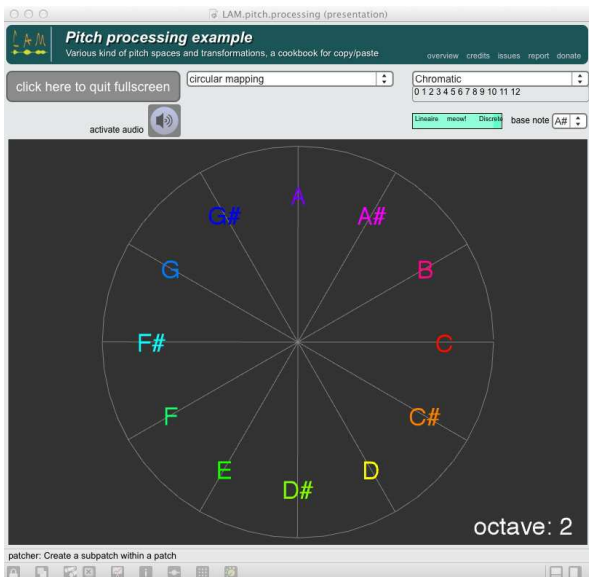 LAM.pitch.processing (presentation)
LAM
Pitch processing example
Various kind of pitch spaces and transformations, a cookbook for copy/paste
overview credits issues report donate
click here to quit fullscreen
circular mapping
Chromatic
0 1 2 3 4 5 6 7 8 9 10 11 12
activate audio
Lineaire meow! Discrete
base note A#
A
G# A#
G B
F# C
F C#
E D
D#
octave: 2
patcher: Create a subpatch within a patch